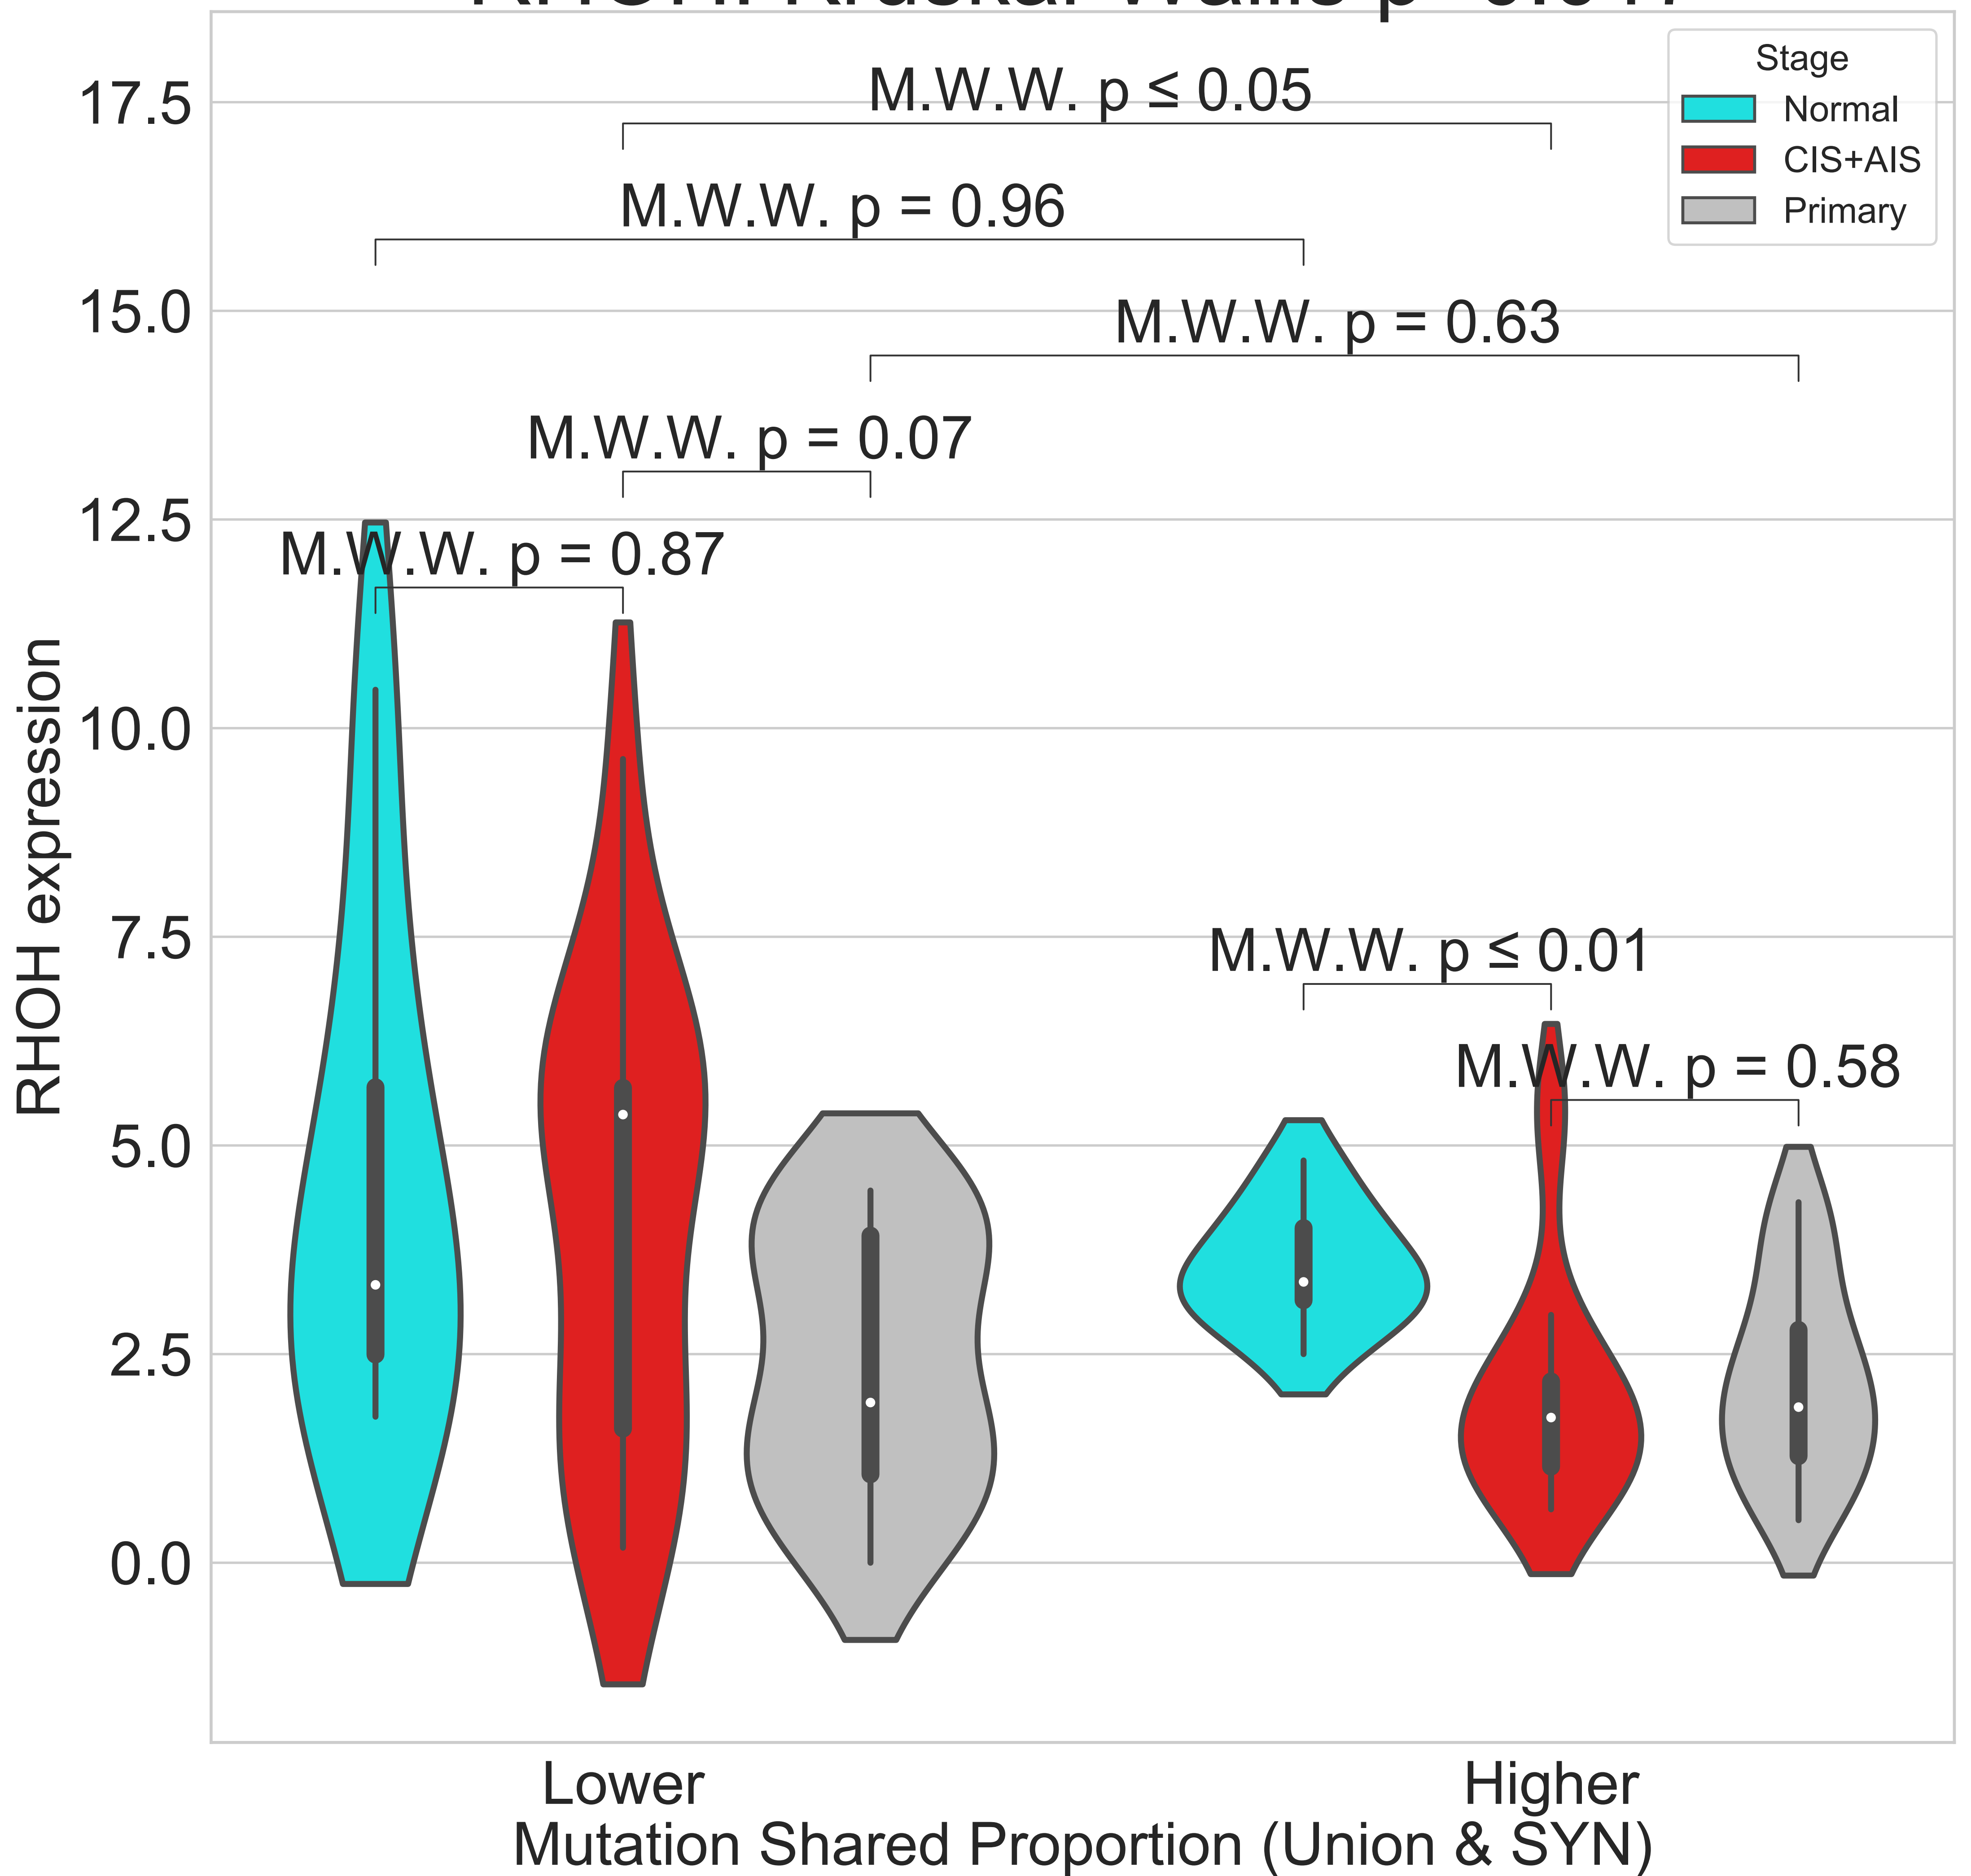 Stage
Normal
CIS+AIS
Primary
M.W.W. p ≤ 0.05
M.W.W. p = 0.96
M.W.W. p = 0.63
M.W.W. p = 0.07
M.W.W. p = 0.87
M.W.W. p ≤ 0.01
M.W.W. p = 0.58
17.5
15.0
12.5
10.0
7.5
5.0
2.5
0.0
RHOH expression
Lower
Higher
Mutation Shared Proportion (Union & SYN)